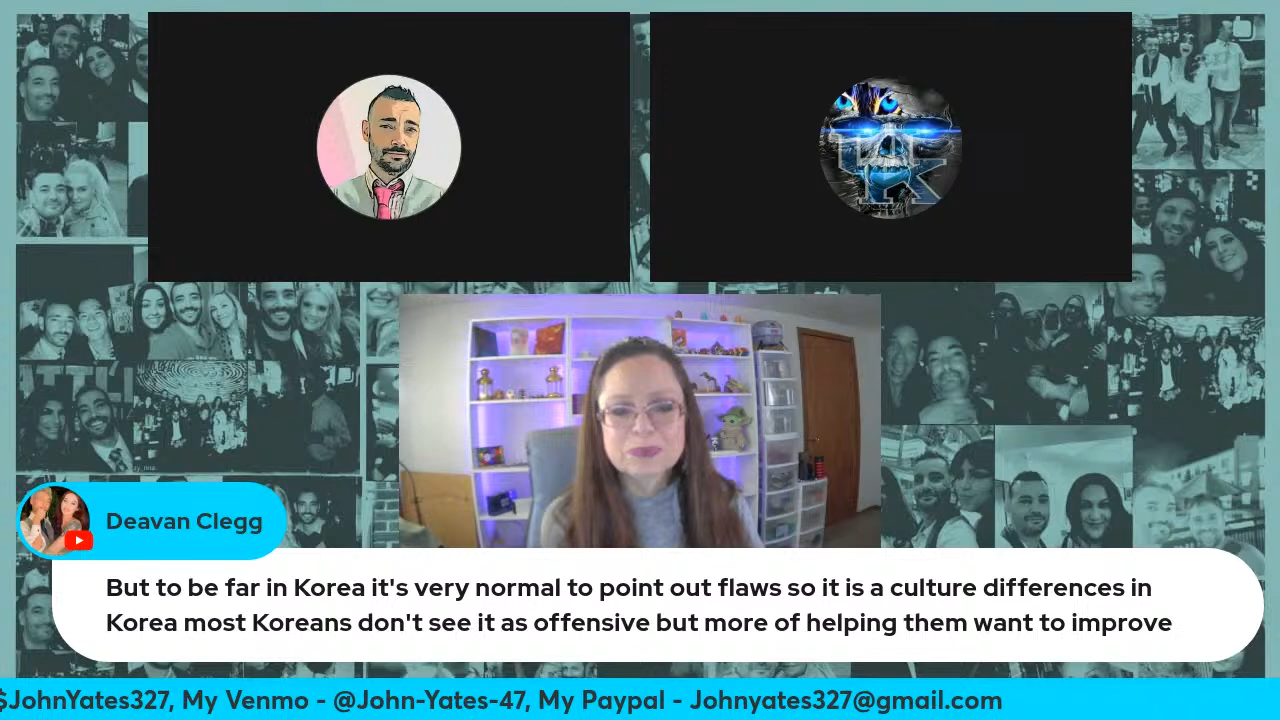 UK
Deavan Clegg
But to be far in Korea it's very normal to point out flaws so it is a culture differences in
Korea most Koreans don't see it as offensive but more of helping them want to improve
$JohnYates327, My Venmo - @John-Yates-47, My Paypal - Johnyates327@gmail.com